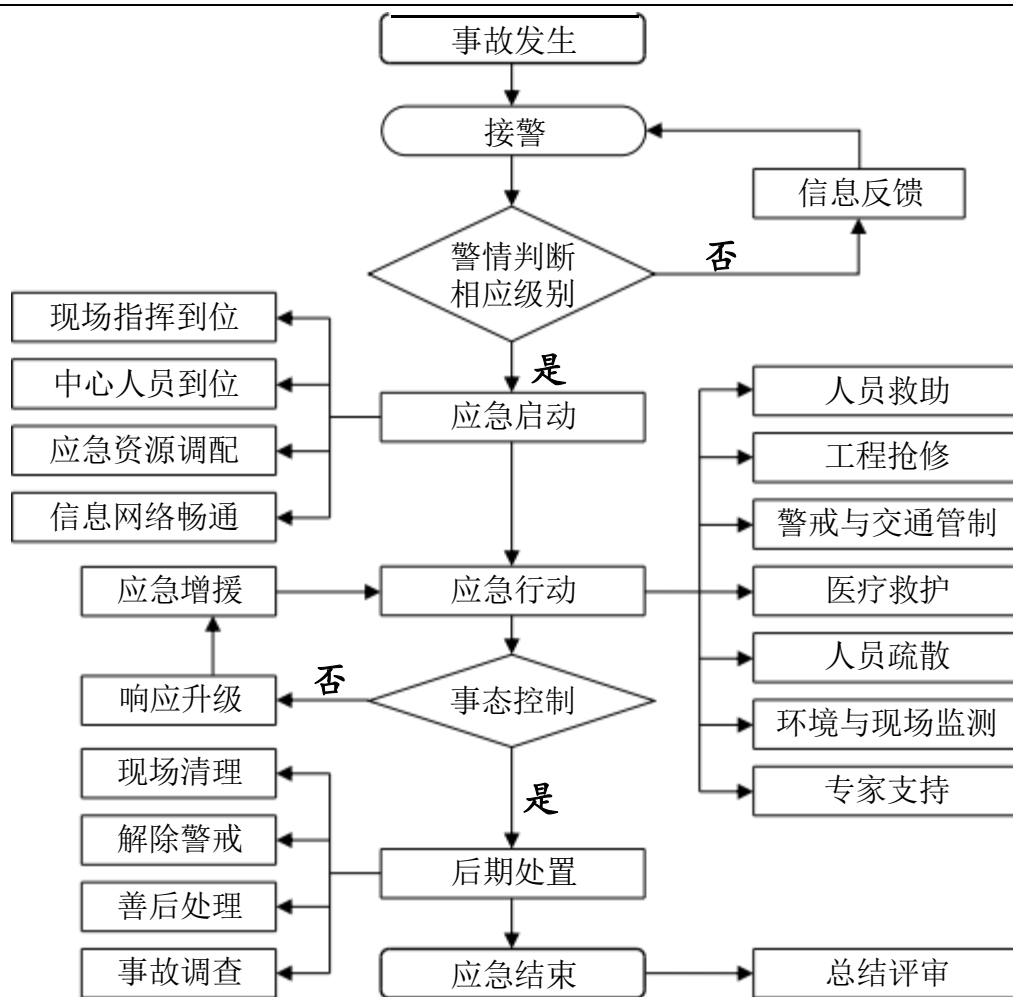 事故发生
接警
信息反馈
警情判断
相应级别
否
是
现场指挥到位
中心人员到位
应急资源调配
信息网络畅通
应急启动
人员救助
工程抢修
警戒与交通管制
医疗救护
人员疏散
环境与现场监测
专家支持
应急增援
应急行动
响应升级
否
事态控制
是
现场清理
解除警戒
善后处理
事故调查
后期处置
应急结束
总结评审